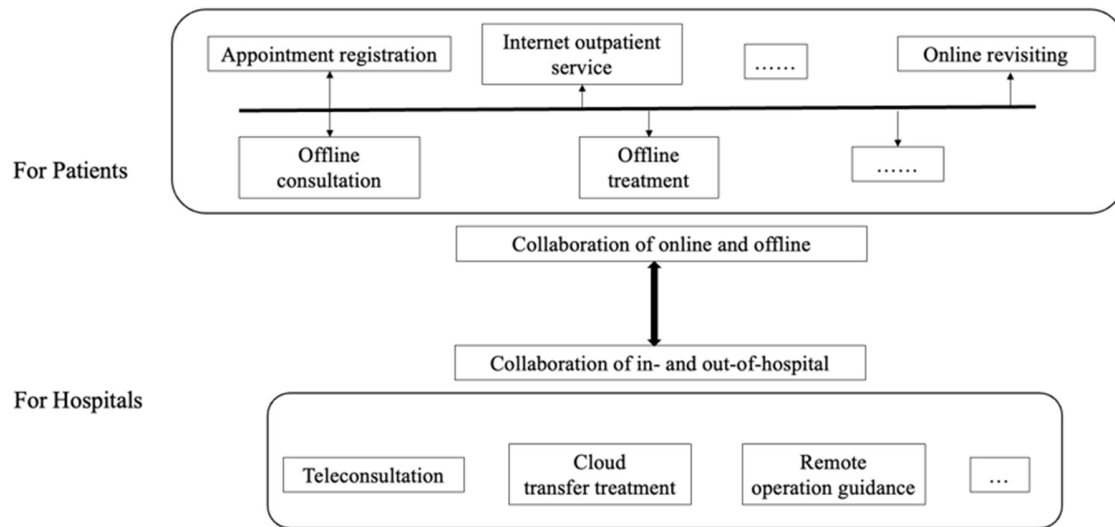 Appointment registration
Internet outpatient
service
……
Online revisiting
For Patients
Offline
consultation
Offline
treatment
……
Collaboration of online and offline
Collaboration of in- and out-of-hospital
For Hospitals
Teleconsultation
Cloud
transfer treatment
Remote
operation guidance
…